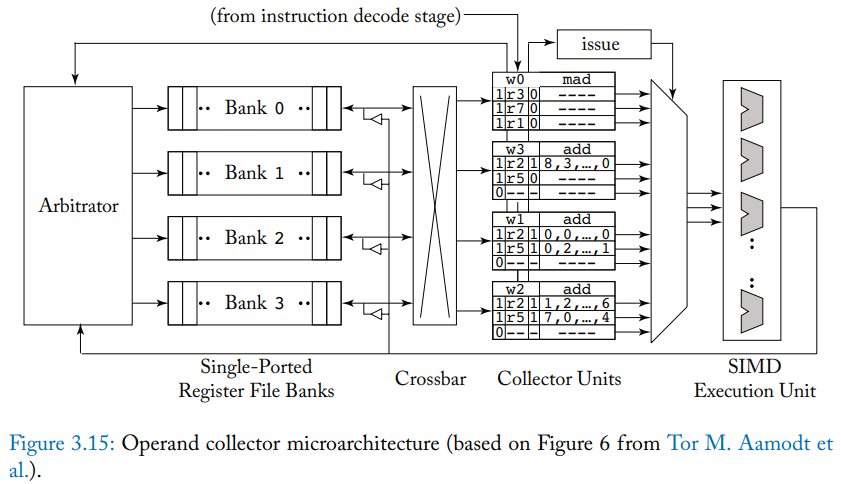 (from instruction decode stage)
issue
Arbitrator
·· Bank 0 ··
·· Bank 1 ··
·· Bank 2 ··
·· Bank 3 ··
w0 mad
1 r3 0 ----
1 r7 0 ----
1 r1 0 ----
w3 add
1 r2 1 8,3,…,0
1 r5 0 ----
0 -- - ----
w1 add
1 r2 1 0,0,…,0
1 r5 1 0,2,…,1
0 -- - ----
w2 add
1 r2 1 1,2,…,6
1 r5 1 7,0,…,4
0 -- - ----
Single-Ported
Register File Banks
Crossbar
Collector Units
SIMD
Execution Unit
Figure 3.15: Operand collector microarchitecture (based on Figure 6 from Tor M. Aamodt et
al.).